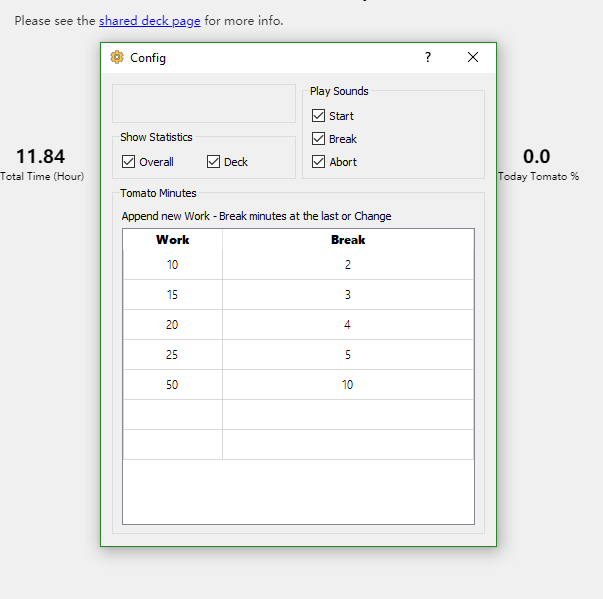 Please see the shared deck page for more info.
Config
?
Play Sounds
Start
Show Statistics
Break
Overall
Deck
Abort
11.84
Total Time (Hour)
0.0
Today Tomato %
Tomato Minutes
Append new Work - Break minutes at the last or Change
Work Break
10 2
15 3
20 4
25 5
50 10